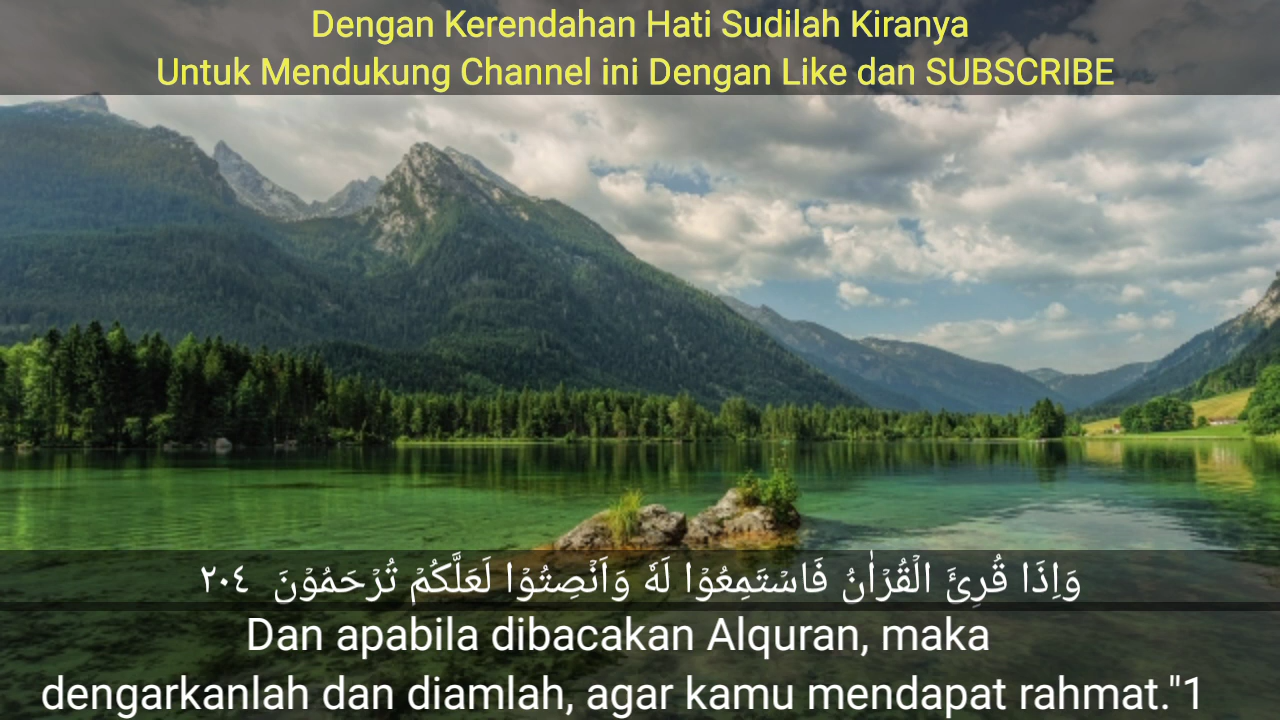 Dengan Kerendahan Hati Sudilah Kiranya
Untuk Mendukung Channel ini Dengan Like dan SUBSCRIBE
وَاِذَا قُرِئَ الْقُرْاٰنُ فَاسْتَمِعُوْا لَهٗ وَاَنْصِتُوْا لَعَلَّكُمْ تُرْحَمُوْنَ ٢٠٤
Dan apabila dibacakan Alquran, maka
dengarkanlah dan diamlah, agar kamu mendapat rahmat."1